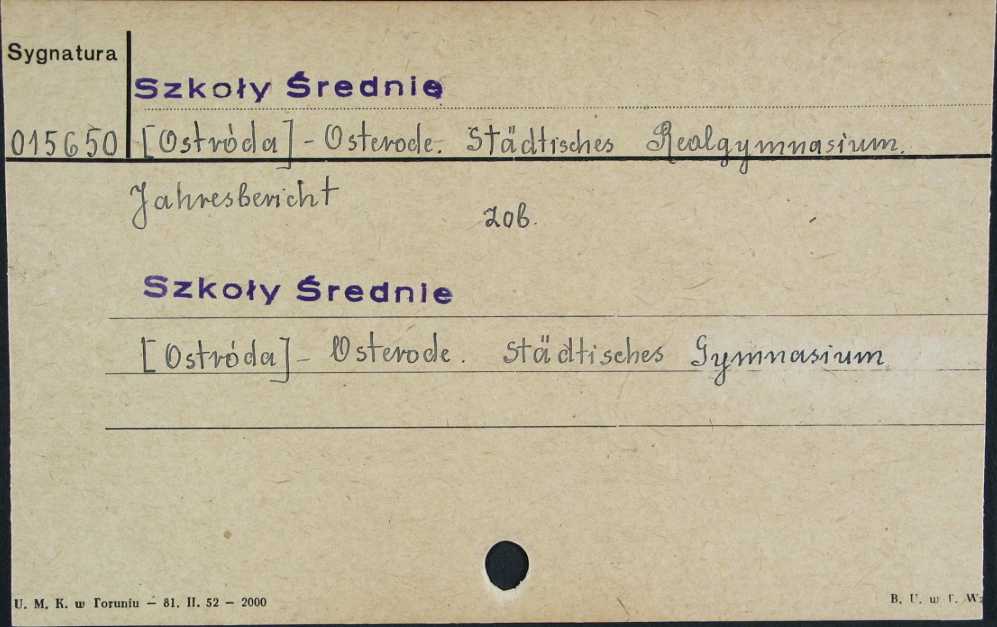 Sygnatura
Szkoły Średnie
015650 [Ostróda] - Osterode. Städtisches Realgymnasium.
Jahresbericht
zob.
Szkoły Średnie
[Ostróda] - Osterode. Städtisches Gymnasium
U. M. K. w Toruniu — 81. II. 52 — 2000
B. U. w T.